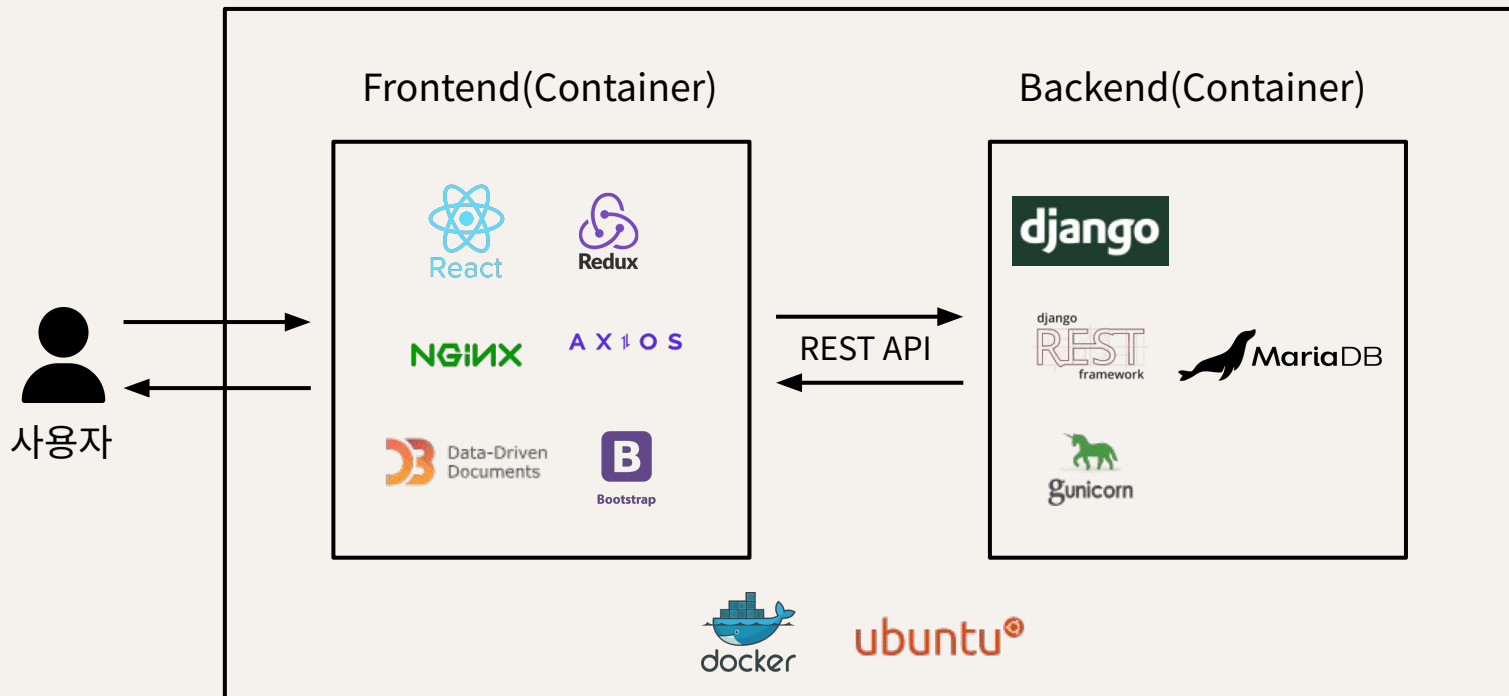 Frontend(Container)
Backend(Container)
React
Redux
NGINX
AXIOS
Data-Driven
Documents
B
Bootstrap
사용자
REST API
django
django
REST
framework
MariaDB
gunicorn
docker
ubuntu